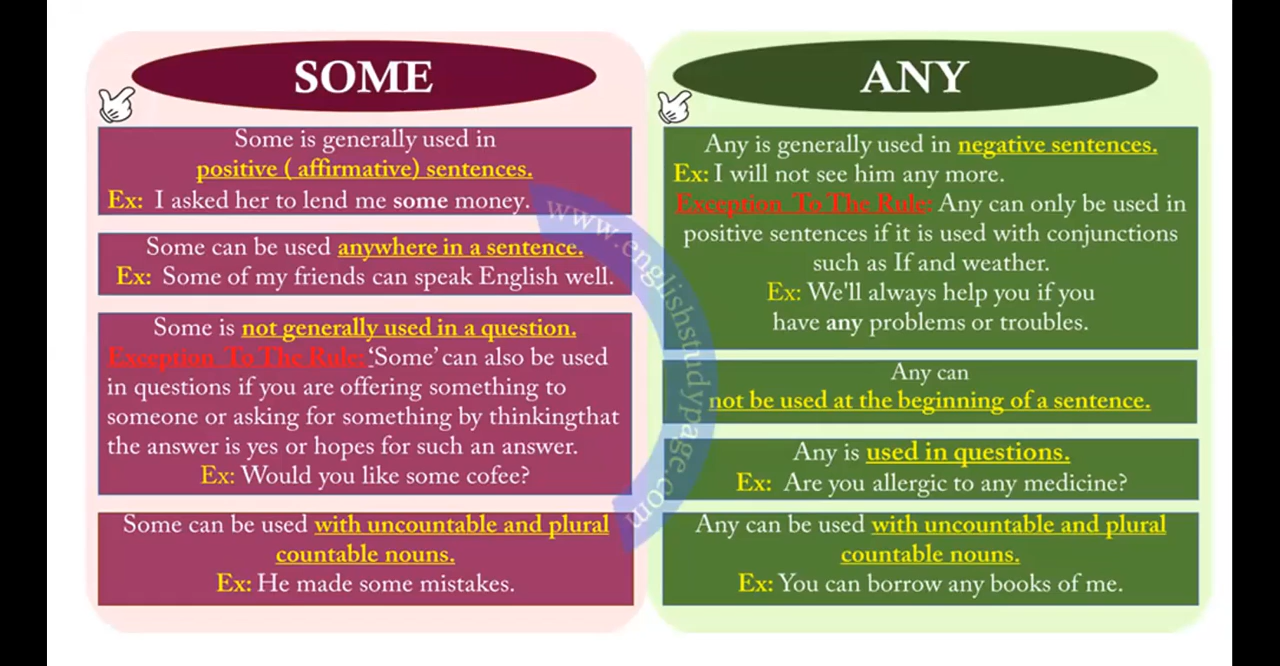 SOME
Some is generally used in
positive ( affirmative) sentences.
Ex: I asked her to lend me some money.
Some can be used anywhere in a sentence.
Ex: Some of my friends can speak English well.
Some is not generally used in a question.
Exception To The Rule: ‘Some’ can also be used
in questions if you are offering something to
someone or asking for something by thinkingthat
the answer is yes or hopes for such an answer.
Ex: Would you like some cofee?
Some can be used with uncountable and plural
countable nouns.
Ex: He made some mistakes.
ANY
Any is generally used in negative sentences.
Ex: I will not see him any more.
Exception To The Rule: Any can only be used in
positive sentences if it is used with conjunctions
such as If and weather.
Ex: We'll always help you if you
have any problems or troubles.
Any can
not be used at the beginning of a sentence.
Any is used in questions.
Ex: Are you allergic to any medicine?
Any can be used with uncountable and plural
countable nouns.
Ex: You can borrow any books of me.
www.englishstudypage.com